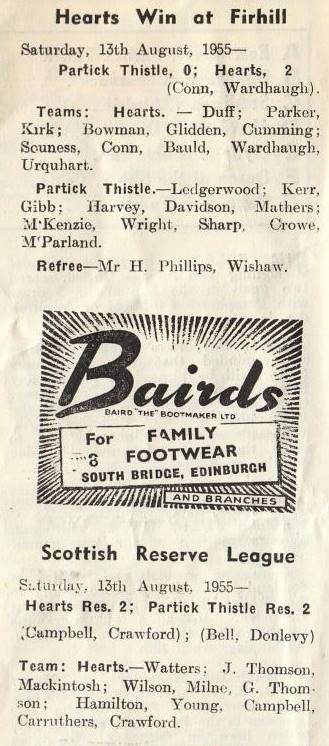 Hearts Win at Firhill
Saturday, 13th August, 1955—
Partick Thistle, 0; Hearts, 2
(Conn, Wardhaugh).
Teams: Hearts. — Duff; Parker,
Kirk; Bowman, Glidden, Cumming;
Souness, Conn, Bauld, Wardhaugh,
Urquhart.
Partick Thistle.—Ledgerwood; Kerr,
Gibb; Harvey, Davidson, Mathers;
M'Kenzie, Wright, Sharp, Crowe,
M'Parland.
Refree—Mr H. Phillips, Wishaw.
Bairds
BAIRD "THE" BOOTMAKER LTD
For FAMILY
8 FOOTWEAR
SOUTH BRIDGE, EDINBURGH
AND BRANCHES
Scottish Reserve League
Saturday, 13th August, 1955—
Hearts Res. 2; Partick Thistle Res. 2
(Campbell, Crawford); (Bell, Donlevy)
Team: Hearts.—Watters; J. Thomson,
Mackintosh; Wilson, Milne, G. Thom-
son; Hamilton, Young, Campbell,
Carruthers, Crawford.